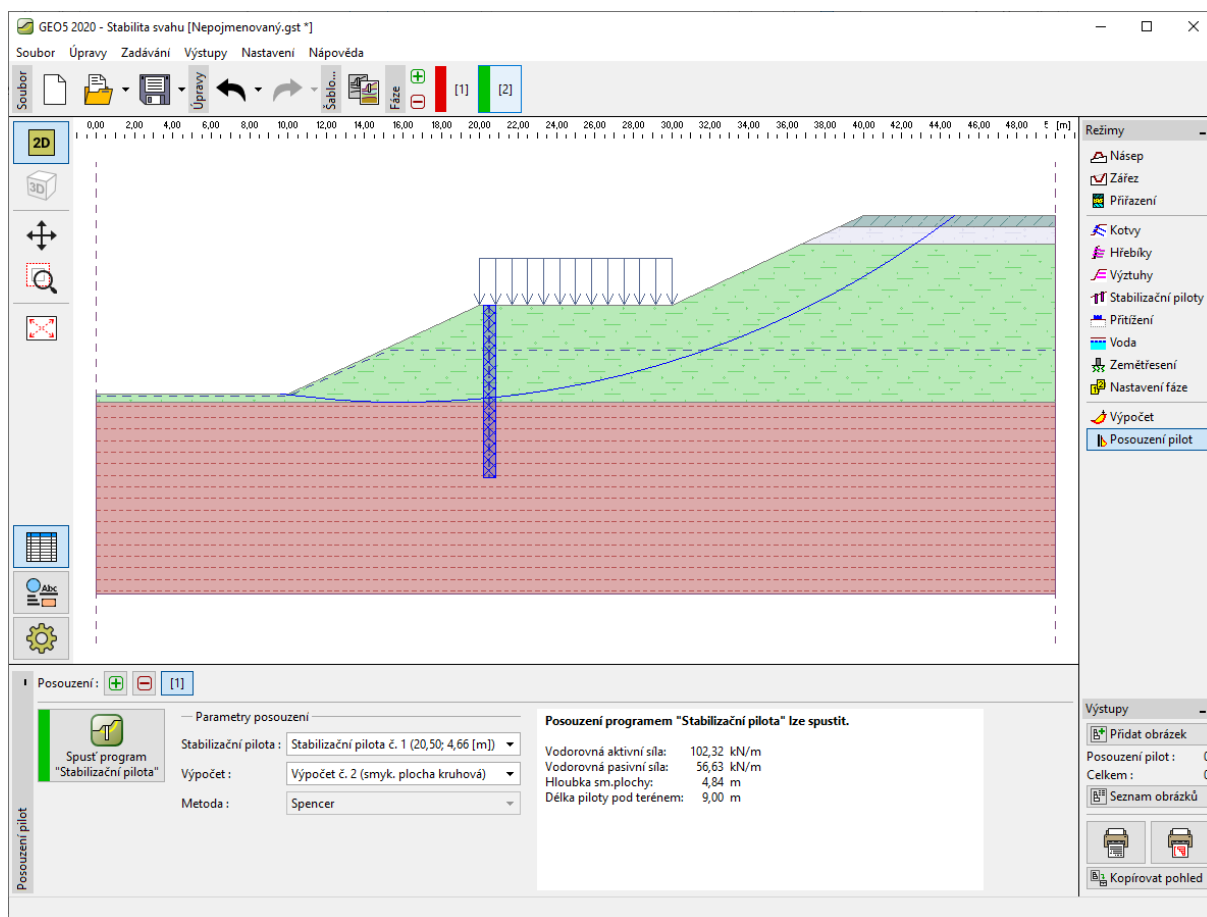 GEO5 2020 - Stabilita svahu [Nepojmenovaný.gst *]
Soubor Úpravy Zadávání Výstupy Nastavení Nápověda
Soubor
Úpravy
Šablo...
Fáze
[1]
[2]
0,00 2,00 4,00 6,00 8,00 10,00 12,00 14,00 16,00 18,00 20,00 22,00 24,00 26,00 28,00 30,00 32,00 34,00 36,00 38,00 40,00 42,00 44,00 46,00 48,00 [m]
2D
3D
Abc
Režimy
Násep
Zářez
Přiřazení
Kotvy
Hřebíky
Výztuhy
Stabilizační piloty
Přitížení
Voda
Zemětřesení
Nastavení fáze
Výpočet
Posouzení pilot
Posouzení pilot
Posouzení : [1]
Spusť program
"Stabilizační pilota"
Parametry posouzení
Stabilizační pilota : Stabilizační pilota č. 1 (20,50; 4,66 [m])
Výpočet : Výpočet č. 2 (smyk. plocha kruhová)
Metoda : Spencer
Posouzení programem "Stabilizační pilota" lze spustit.
Vodorovná aktivní síla: 102,32 kN/m
Vodorovná pasivní síla: 56,63 kN/m
Hloubka sm.plochy: 4,84 m
Délka piloty pod terénem: 9,00 m
Výstupy
Přidat obrázek
Posouzení pilot : 0
Celkem : 0
Seznam obrázků
Kopírovat pohled